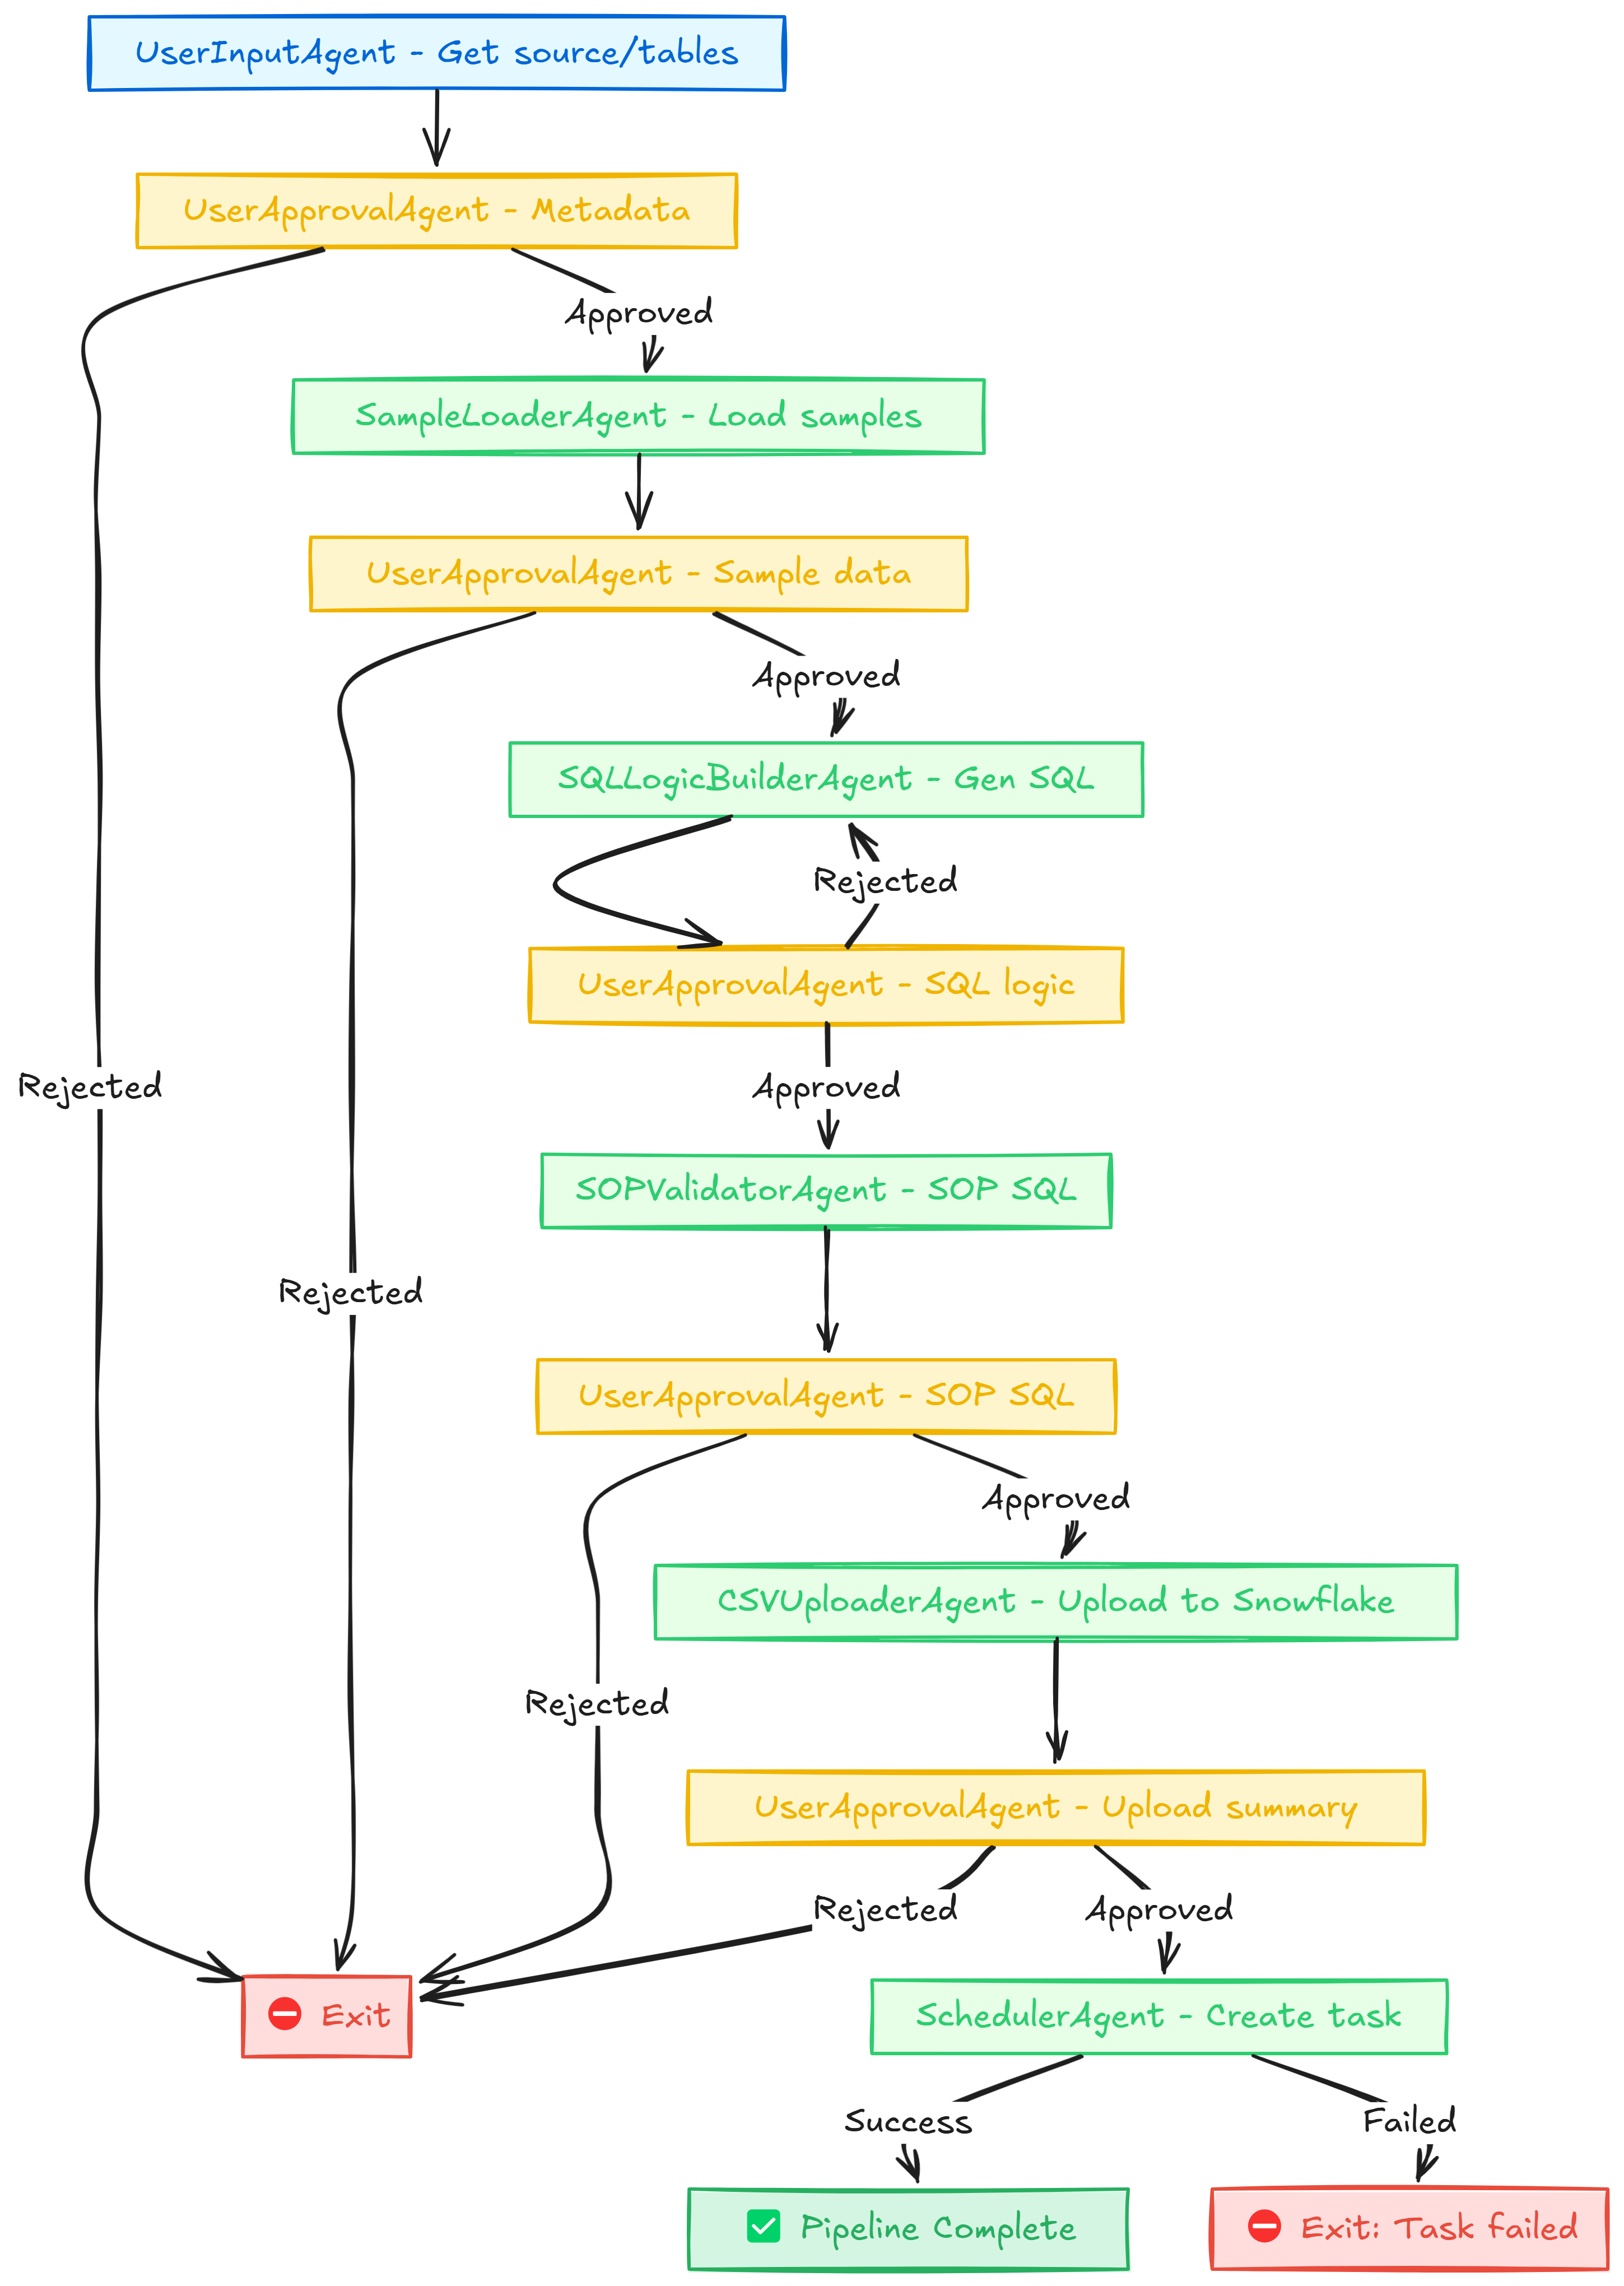 UserInputAgent - Get source/tables
UserApprovalAgent - Metadata
Approved
SampleLoaderAgent - Load samples
UserApprovalAgent - Sample data
Approved
SQLLogicBuilderAgent - Gen SQL
Rejected
UserApprovalAgent - SQL logic
Rejected
Approved
SOPValidatorAgent - SOP SQL
Rejected
UserApprovalAgent - SOP SQL
Approved
CSVUploaderAgent - Upload to Snowflake
Rejected
UserApprovalAgent - Upload summary
Rejected
Approved
Exit
SchedulerAgent - Create task
Success
Failed
Pipeline Complete
Exit: Task failed